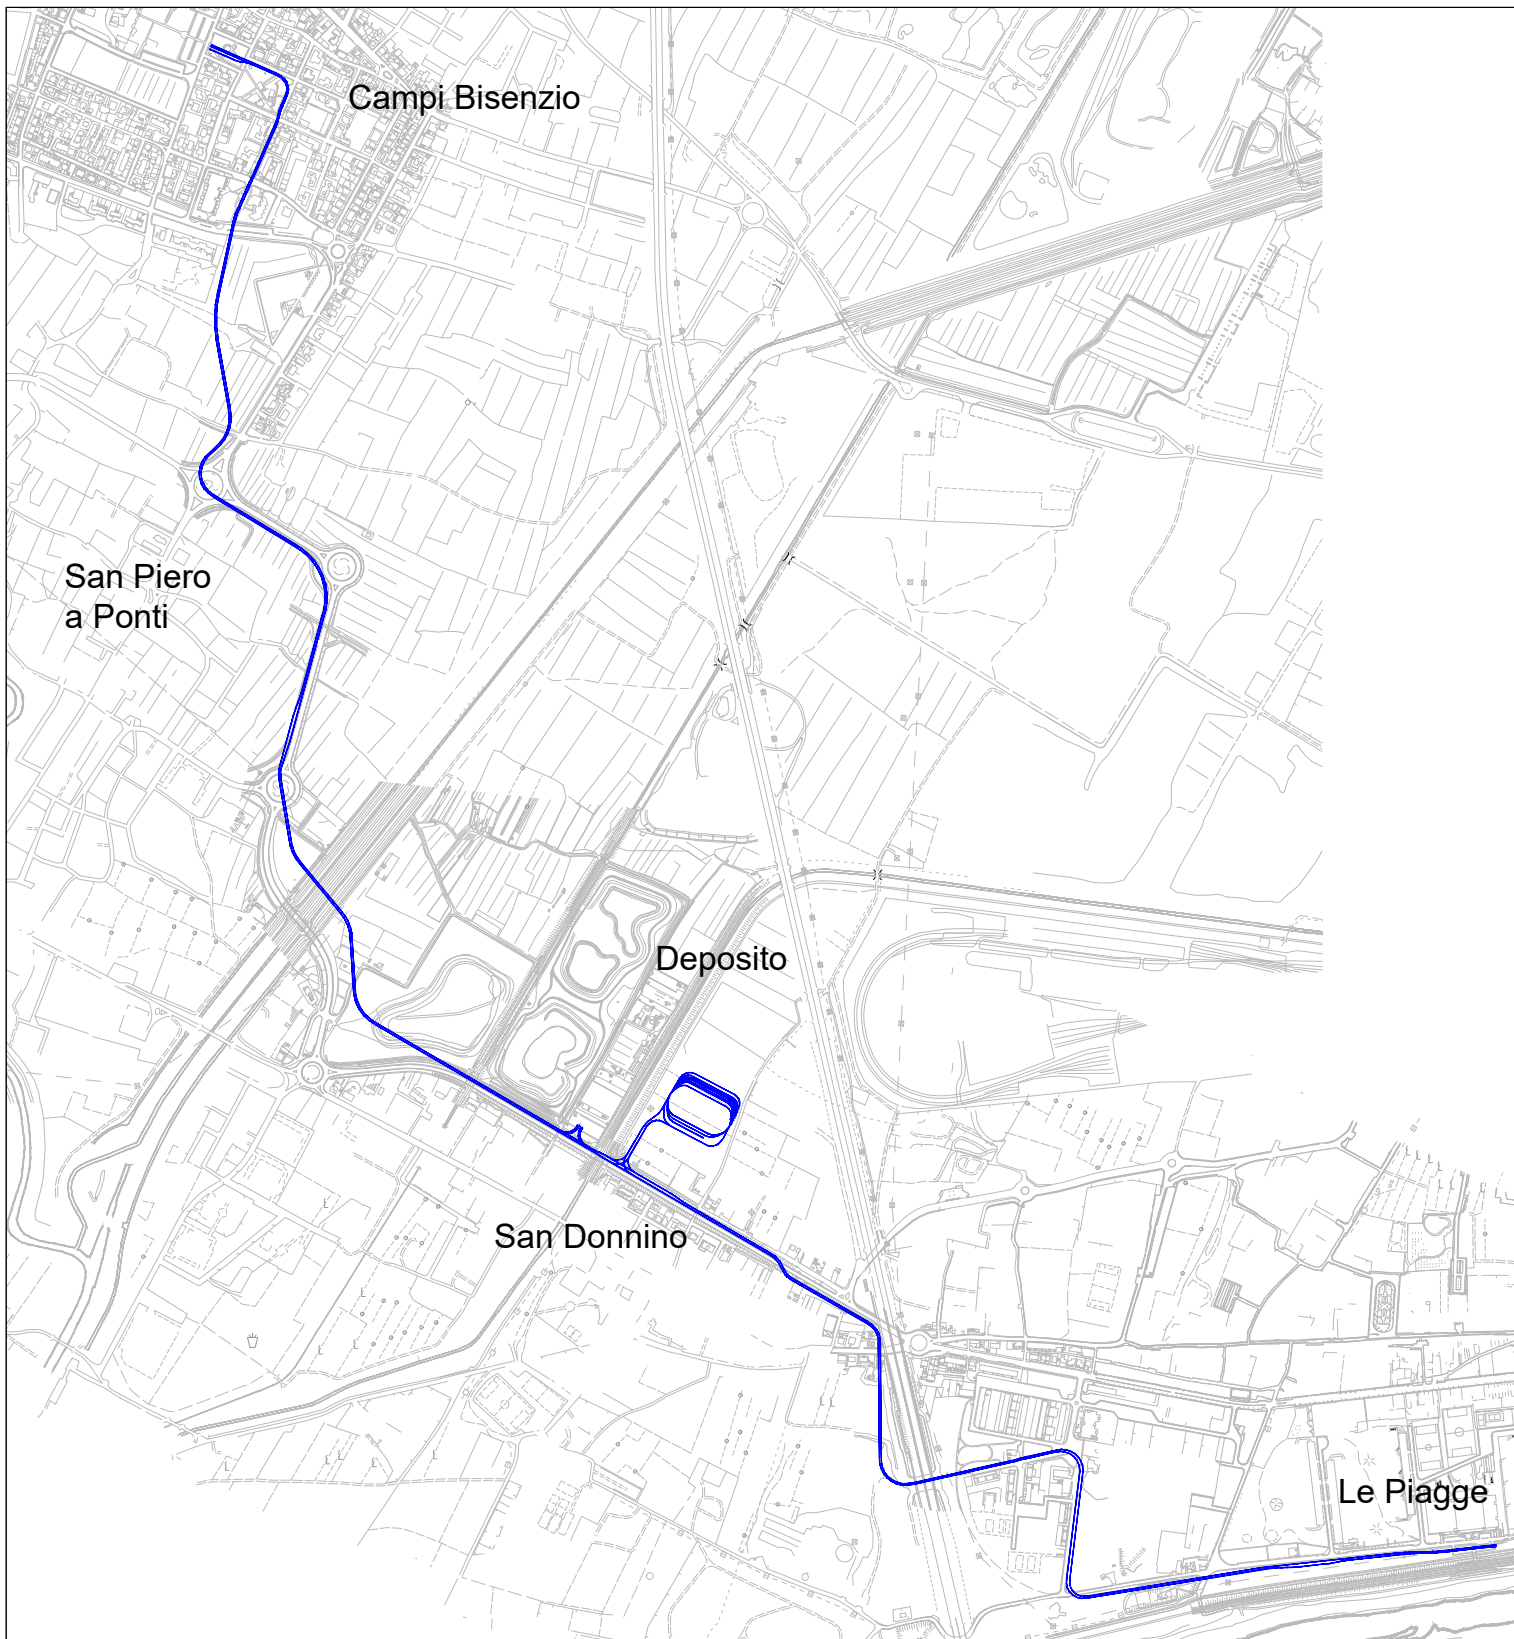 Campi Bisenzio
San Piero
a Ponti
Deposito
San Donnino
Le Piagge